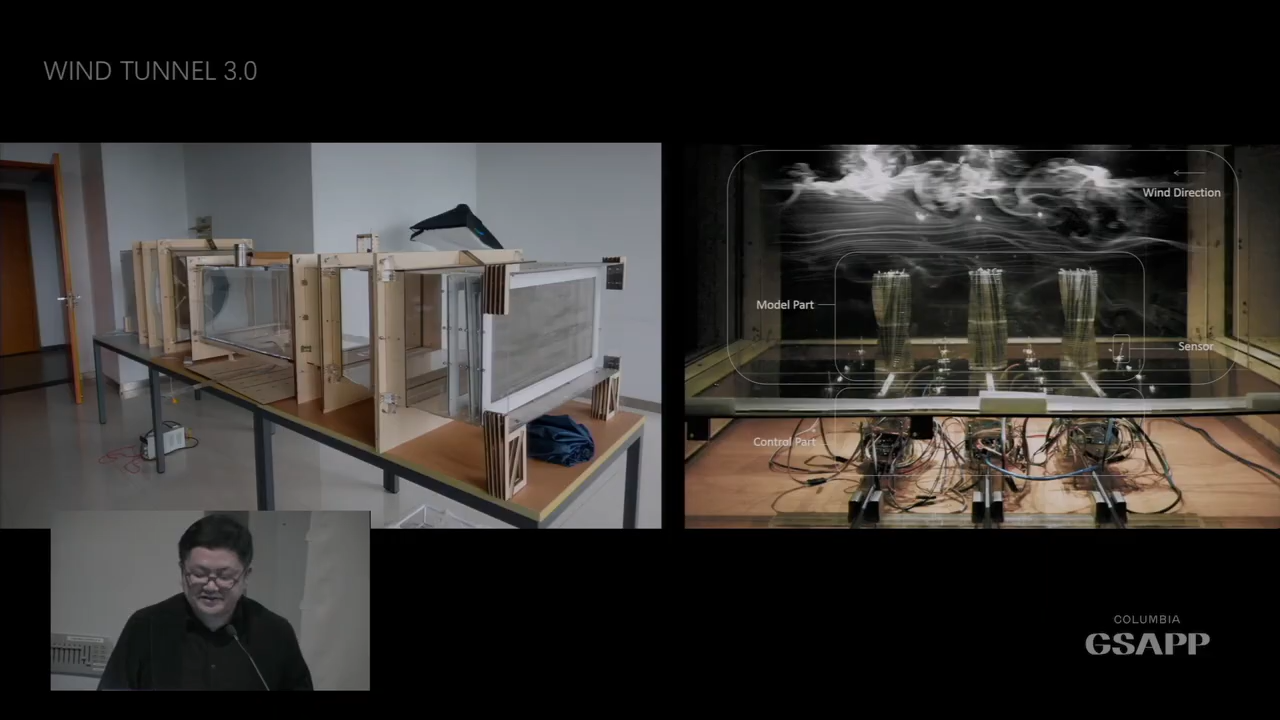 WIND TUNNEL 3.0
Wind Direction
Model Part
Sensor
Control Part
COLUMBIA
GSAPP